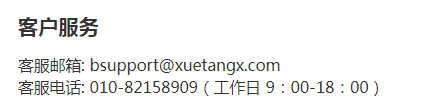 客户服务
客服邮箱: bsupport@xuetangx.com
客服电话: 010-82158909 ( 工作日 9：00-18：00 )